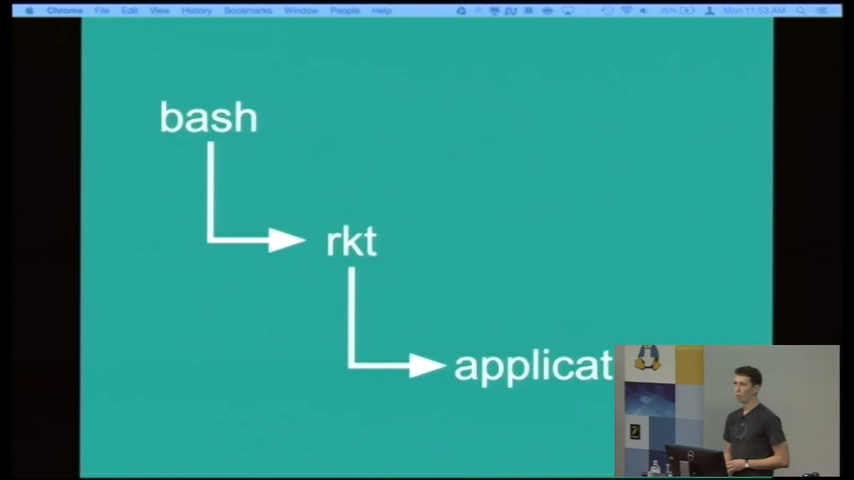 Chrome File Edit View History Bookmarks Window People Help Mon 11:53 AM
bash
rkt
applicat